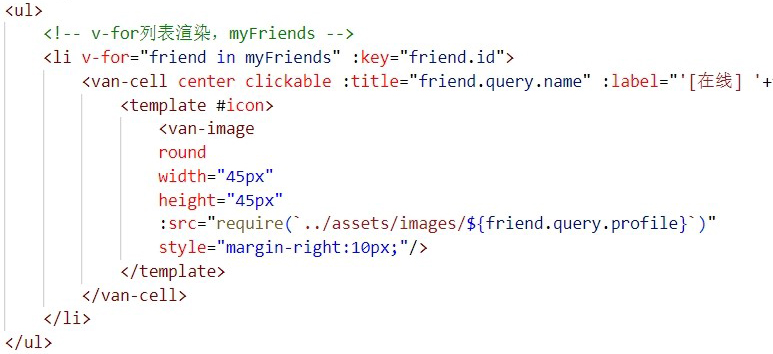 <ul>
<!-- v-for列表渲染，myFriends -->
<li v-for="friend in myFriends" :key="friend.id">
<van-cell center clickable :title="friend.query.name" :label="'[在线] '+
<template #icon>
<van-image
round
width="45px"
height="45px"
:src="require(`../assets/images/${friend.query.profile}`)"
style="margin-right:10px;"/>
</template>
</van-cell>
</li>
</ul>